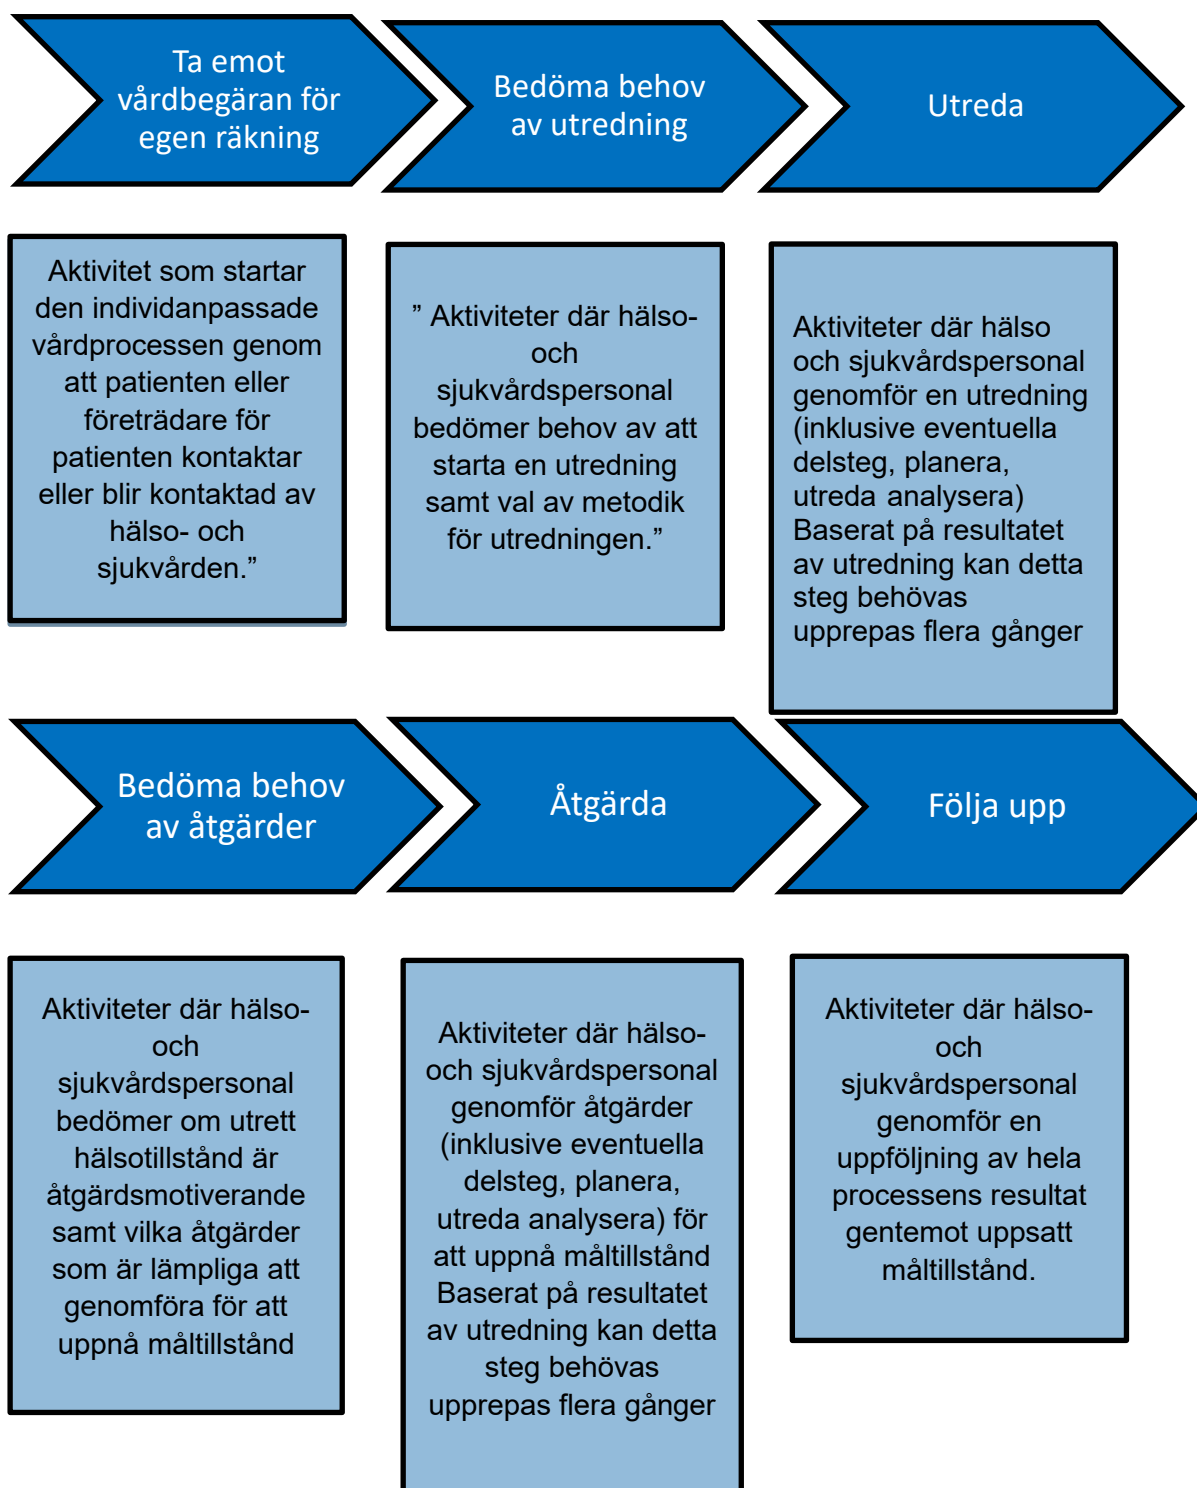 Ta emot
vårdbegäran för
egen räkning
Bedöma behov
av utredning
Utreda
Aktivitet som startar
den individanpassade
vårdprocessen genom
att patienten eller
företrädare för
patienten kontaktar
eller blir kontaktad av
hälso- och
sjukvården.”
” Aktiviteter där hälso-
och
sjukvårdspersonal
bedömer behov av att
starta en utredning
samt val av metodik
för utredningen.”
Aktiviteter där hälso
och sjukvårdspersonal
genomför en utredning
(inklusive eventuella
delsteg, planera,
utreda analysera)
Baserat på resultatet
av utredning kan detta
steg behövas
upprepas flera gånger
Bedöma behov
av åtgärder
Åtgärda
Följa upp
Aktiviteter där hälso-
och
sjukvårdspersonal
bedömer om utrett
hälsotillstånd är
åtgärdsmotiverande
samt vilka åtgärder
som är lämpliga att
genomföra för att
uppnå måltillstånd
Aktiviteter där hälso-
och sjukvårdspersonal
genomför åtgärder
(inklusive eventuella
delsteg, planera,
utreda analysera) för
att uppnå måltillstånd
Baserat på resultatet
av utredning kan detta
steg behövas
upprepas flera gånger
Aktiviteter där hälso-
och
sjukvårdspersonal
genomför en
uppföljning av hela
processens resultat
gentemot uppsatt
måltillstånd.